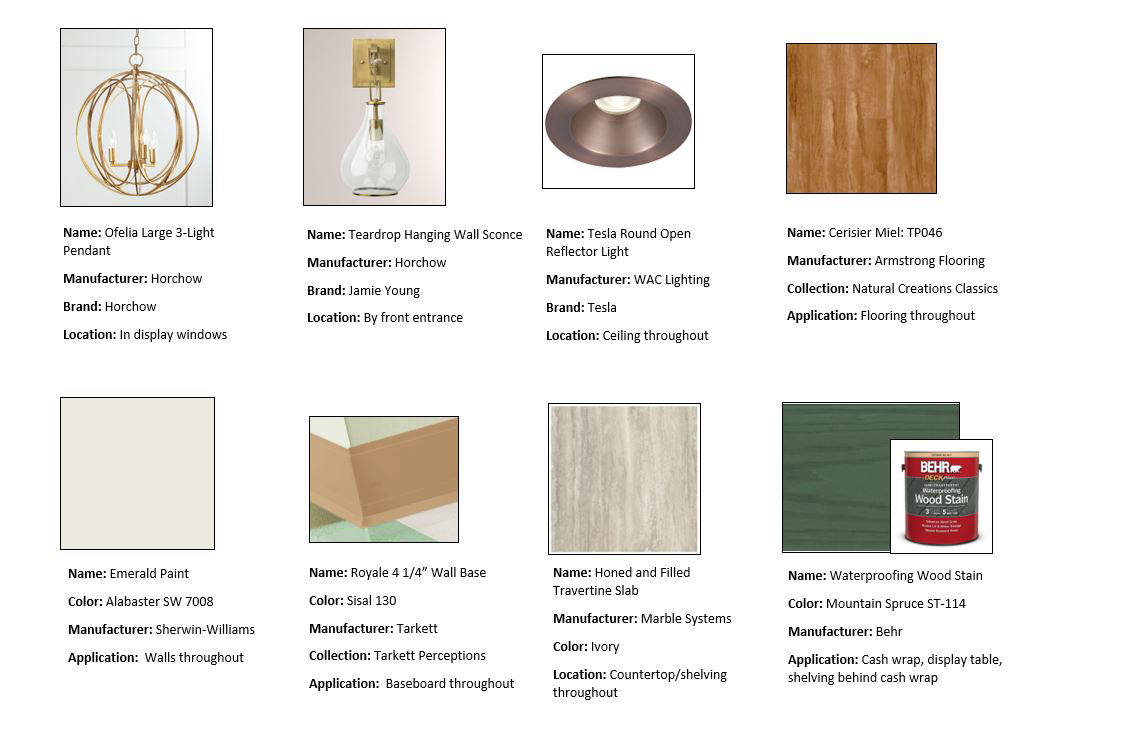 Name: Ofelia Large 3-Light
Pendant
Manufacturer: Horchow
Brand: Horchow
Location: In display windows
Name: Teardrop Hanging Wall Sconce
Manufacturer: Horchow
Brand: Jamie Young
Location: By front entrance
Name: Tesla Round Open
Reflector Light
Manufacturer: WAC Lighting
Brand: Tesla
Location: Ceiling throughout
Name: Cerisier Miel: TP046
Manufacturer: Armstrong Flooring
Collection: Natural Creations Classics
Application: Flooring throughout
Name: Emerald Paint
Color: Alabaster SW 7008
Manufacturer: Sherwin-Williams
Application:  Walls throughout
Name: Royale 4 1/4” Wall Base
Color: Sisal 130
Manufacturer: Tarkett
Collection: Tarkett Perceptions
Application:  Baseboard throughout
Name: Honed and Filled
Travertine Slab
Manufacturer: Marble Systems
Color: Ivory
Location: Countertop/shelving
throughout
BEHR
DECKplus
Waterproofing
Wood Stain
3 5
Name: Waterproofing Wood Stain
Color: Mountain Spruce ST-114
Manufacturer: Behr
Application: Cash wrap, display table,
shelving behind cash wrap